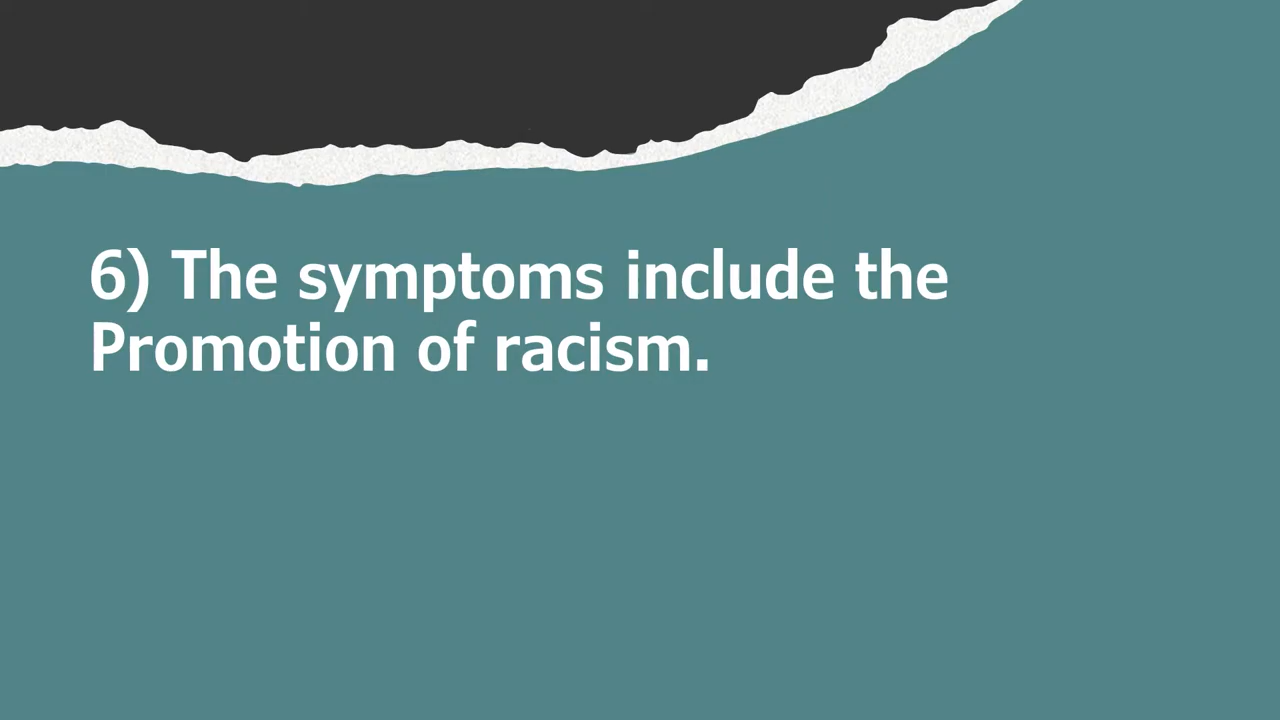 6) The symptoms include the
Promotion of racism.